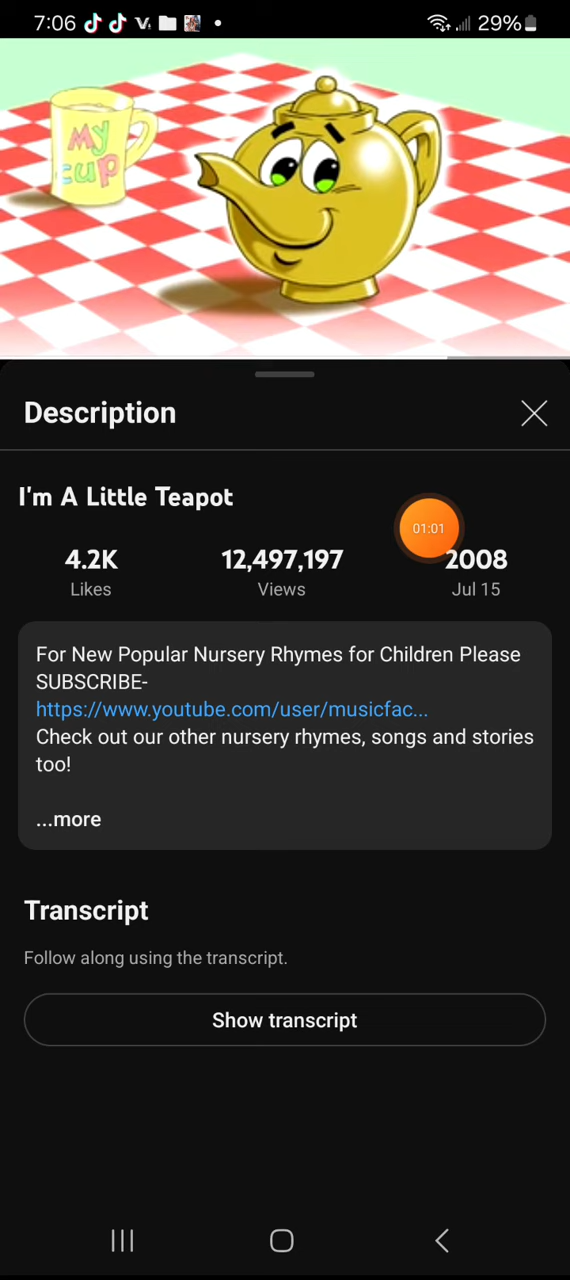 7:06
29%
My
cup
Description
I'm A Little Teapot
01:01
4.2K 12,497,197 2008
Likes Views Jul 15
For New Popular Nursery Rhymes for Children Please
SUBSCRIBE-
https://www.youtube.com/user/musicfac...
Check out our other nursery rhymes, songs and stories
too!
...more
Transcript
Follow along using the transcript.
Show transcript